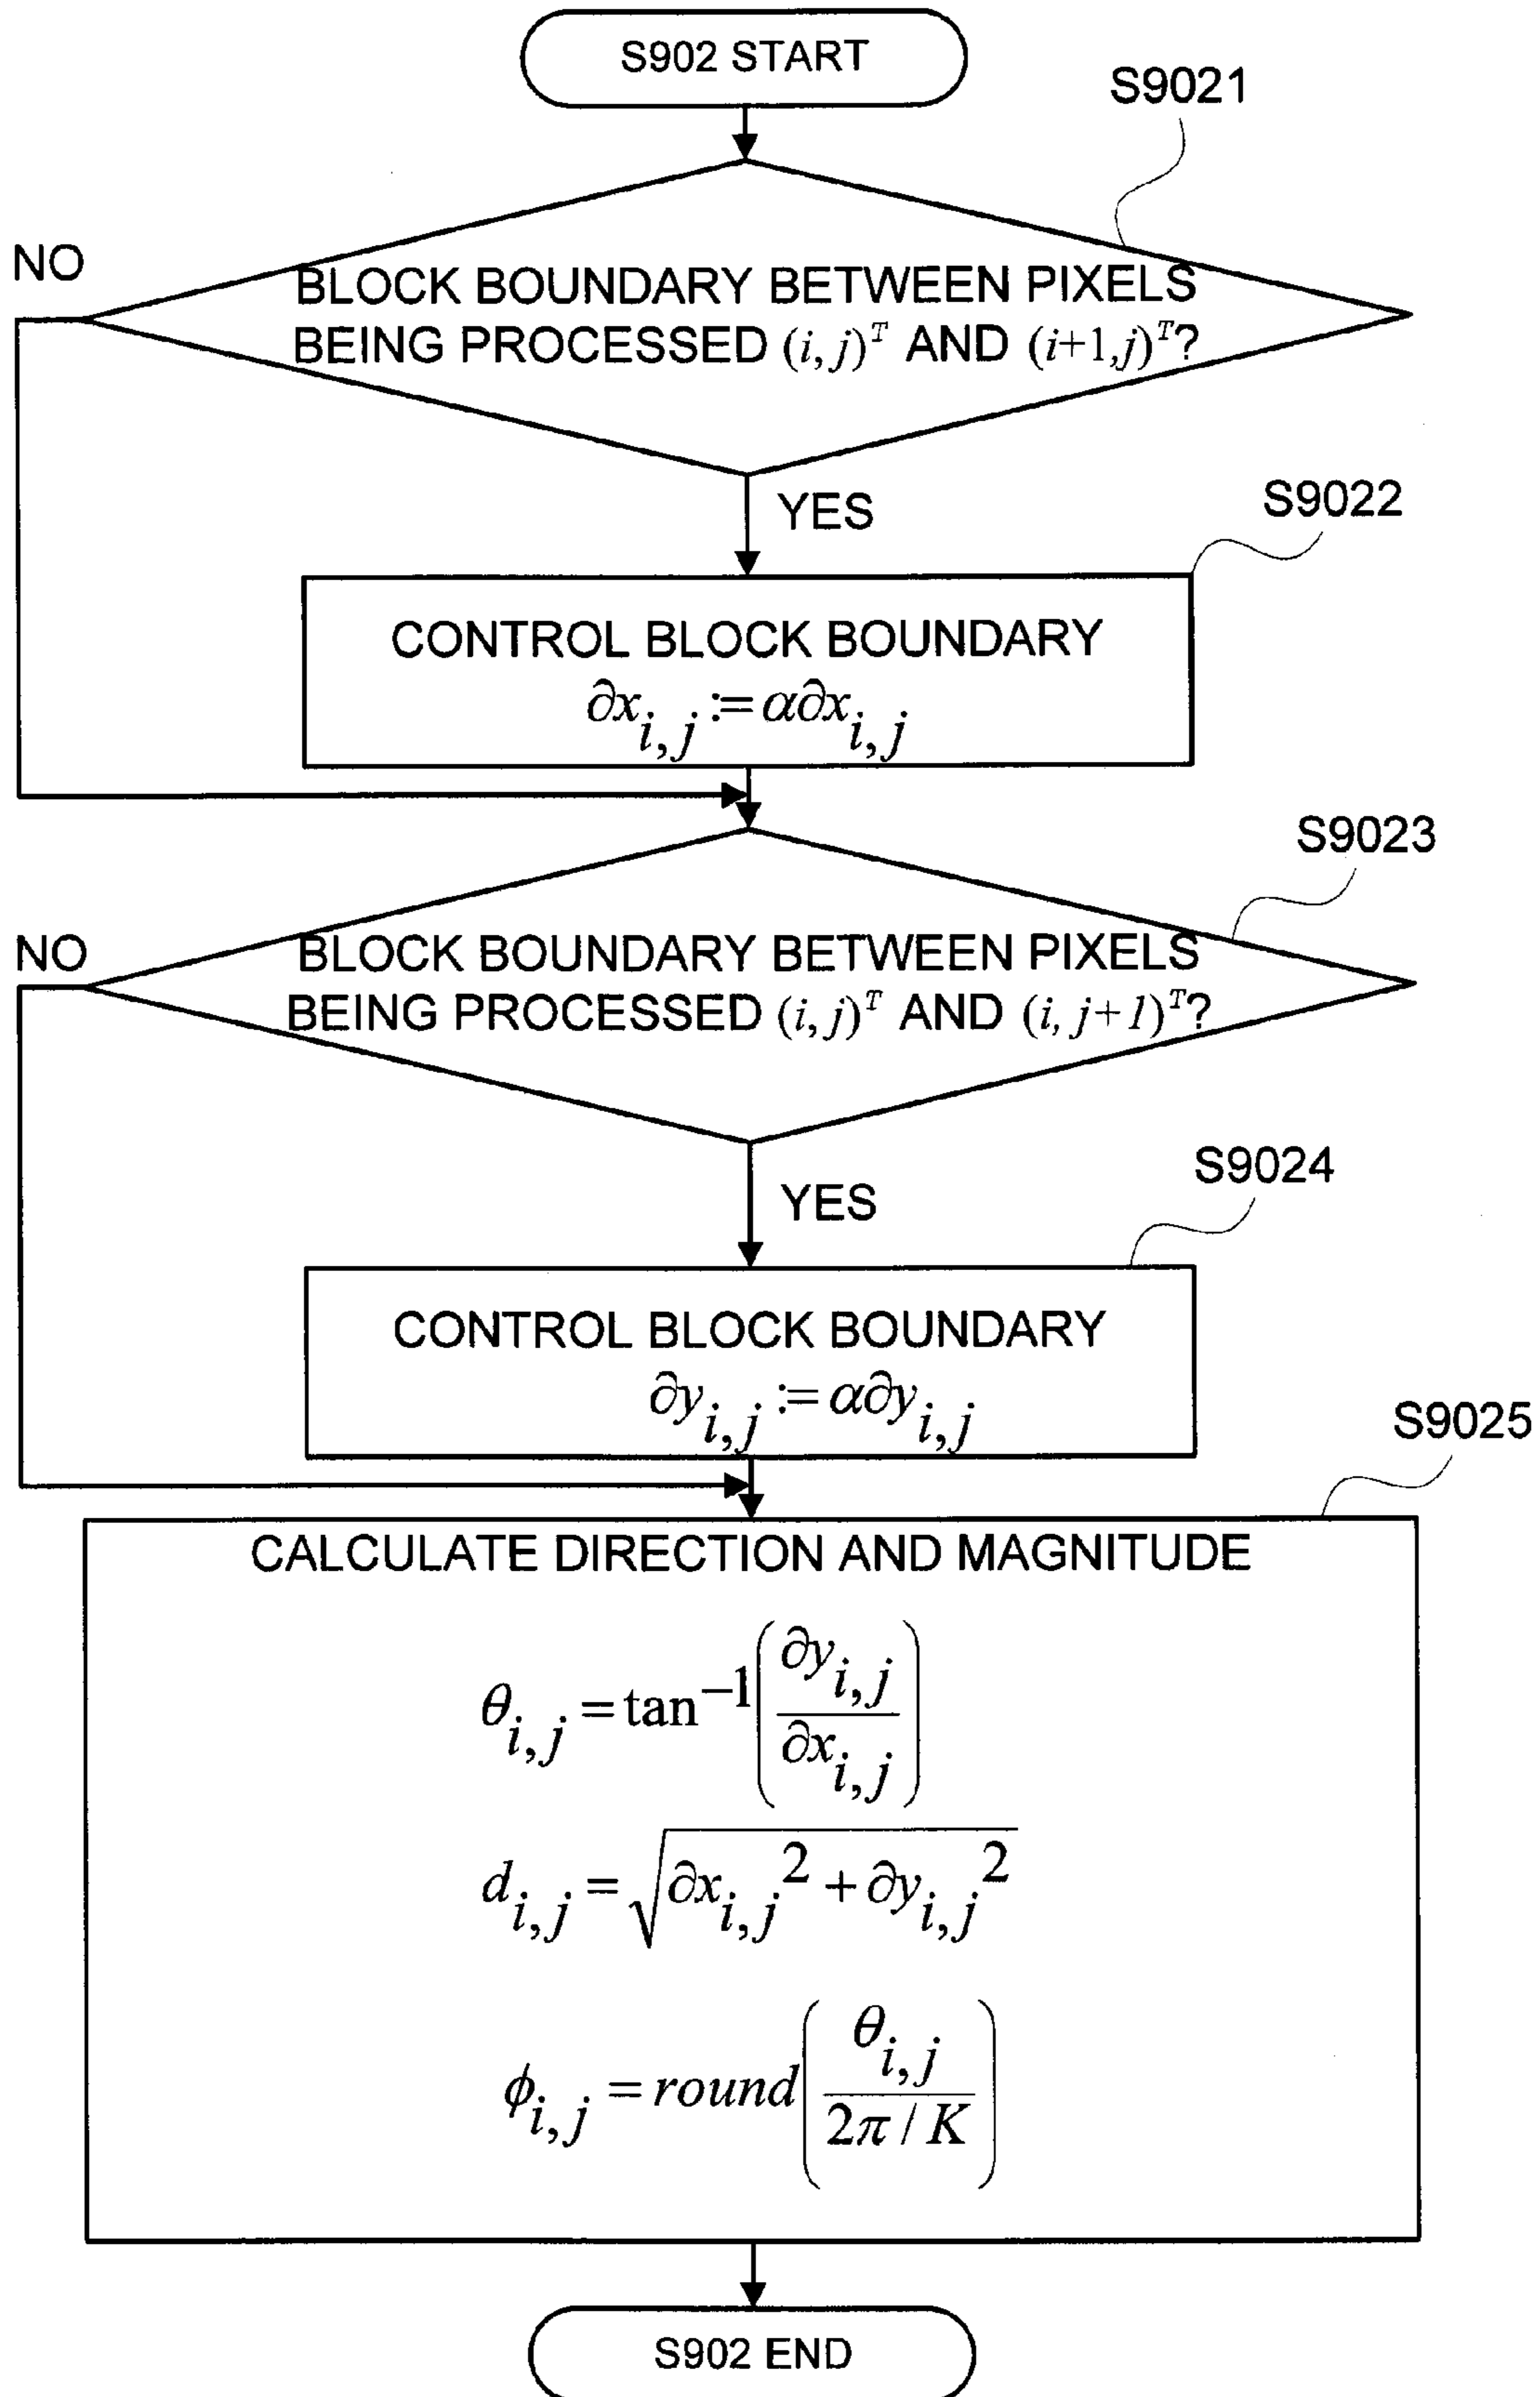 S902 START
S9021
NO
BLOCK BOUNDARY BETWEEN PIXELS
BEING PROCESSED (i, j)^T AND (i+1,j)^T?
YES
S9022
CONTROL BLOCK BOUNDARY
∂x_{i,j} := α∂x_{i,j}
S9023
NO
BLOCK BOUNDARY BETWEEN PIXELS
BEING PROCESSED (i, j)^T AND (i, j+1)^T?
YES
S9024
CONTROL BLOCK BOUNDARY
∂y_{i,j} := α∂y_{i,j}
S9025
CALCULATE DIRECTION AND MAGNITUDE
θ_{i,j} = tan^{-1}(∂y_{i,j} / ∂x_{i,j})
d_{i,j} = √(∂x_{i,j}^2 + ∂y_{i,j}^2)
ϕ_{i,j} = round(θ_{i,j} / (2π / K))
S902 END